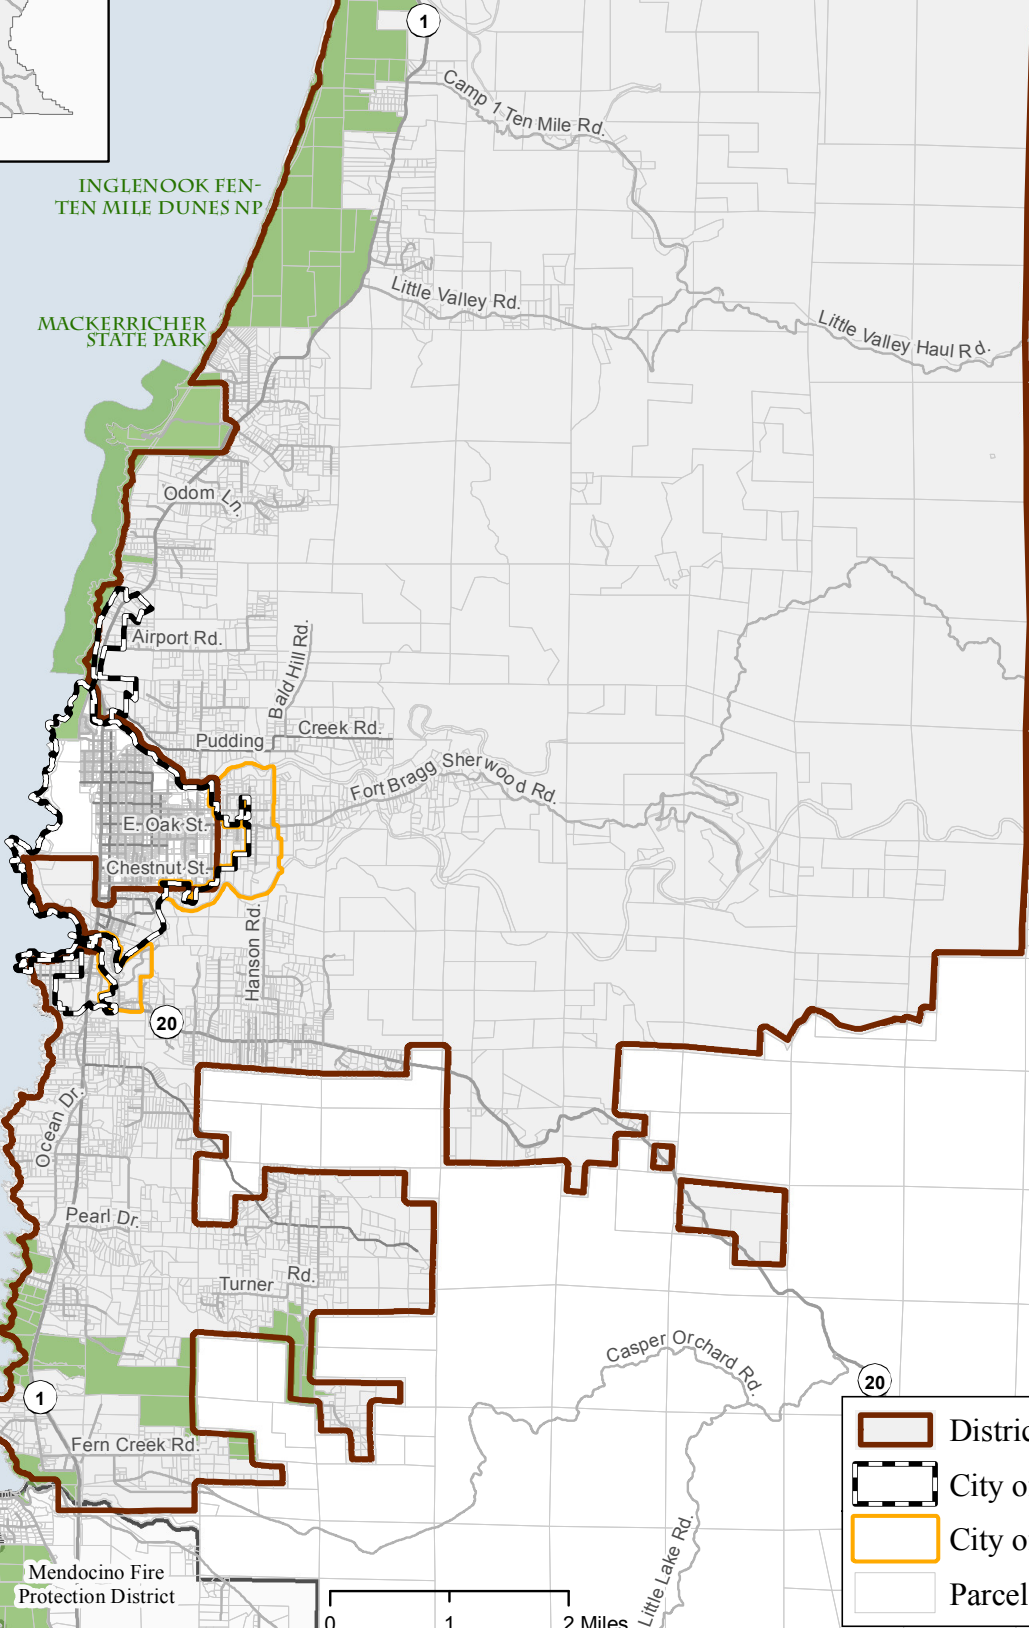 1
Camp 1 Ten Mile Rd.
INGLENOOK FEN-
TEN MILE DUNES NP
Little Valley Rd.
MACKERRICHER
STATE PARK
Little Valley Haul Rd.
Odom Ln.
Airport Rd.
Bald Hill Rd.
Creek Rd.
Pudding
Fort Bragg Sherwood Rd.
E. Oak St.
Chestnut St.
Hanson Rd.
20
Ocean Dr.
Pearl Dr.
Turner Rd.
Casper Orchard Rd.
20
1
Distric
Fern Creek Rd.
City o
City o
Little Lake Rd.
Mendocino Fire
Protection District
Parcel
0 1 2 Miles